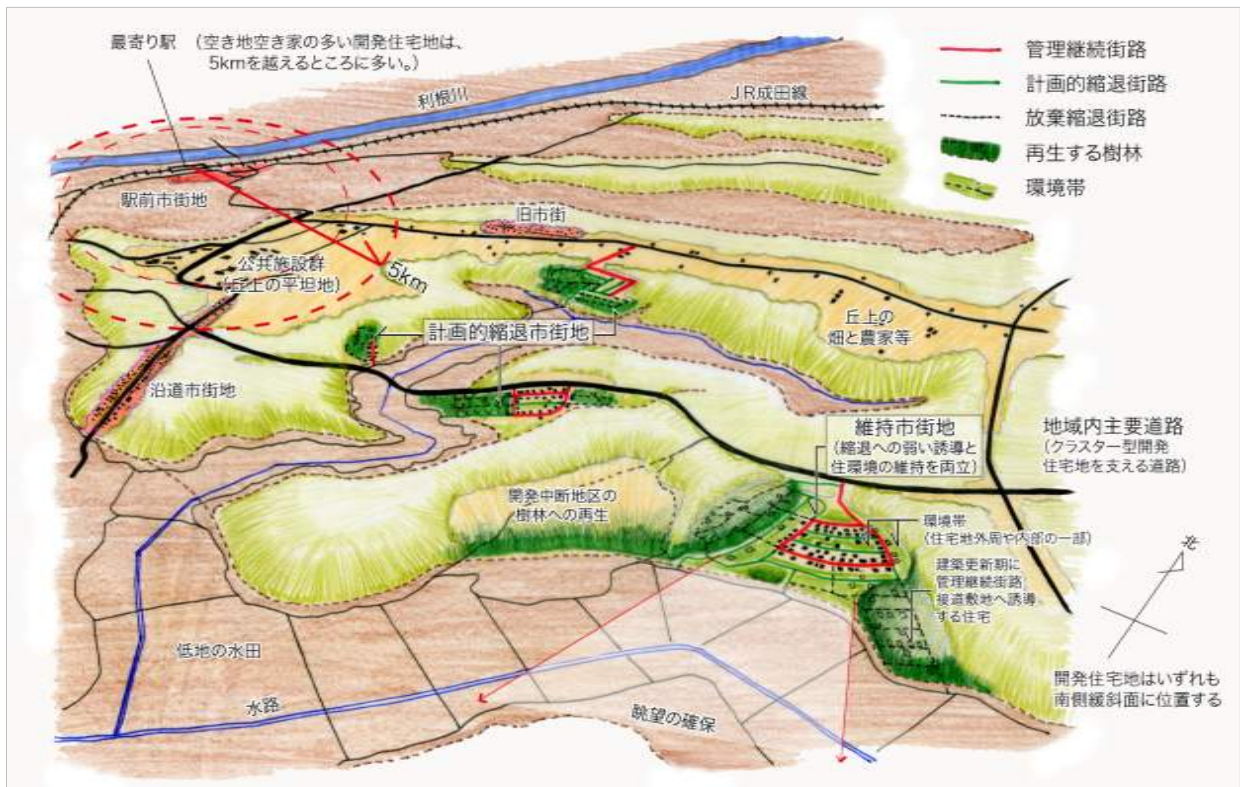 最寄り駅 (空き地空き家の多い開発住宅地は、
5kmを越えるところに多い。)
利根川
JR成田線
管理継続街路
計画的縮退街路
放棄縮退街路
再生する樹林
環境帯
駅前市街地
旧市街
公共施設群
(丘上の平坦地)
5km
丘上の
畑と農家等
計画的縮退市街地
沿道市街地
維持市街地
(縮退への弱い誘導と
住環境の維持を両立)
地域内主要道路
(クラスター型開発
住宅地を支える道路)
開発中断地区の
樹林への再生
環境帯
(住宅地外周や内部の一部)
建築更新期に
管理継続街路
接道敷地へ誘導
する住宅
北
低地の水田
水路
眺望の確保
開発住宅地はいずれも
南側緩斜面に位置する